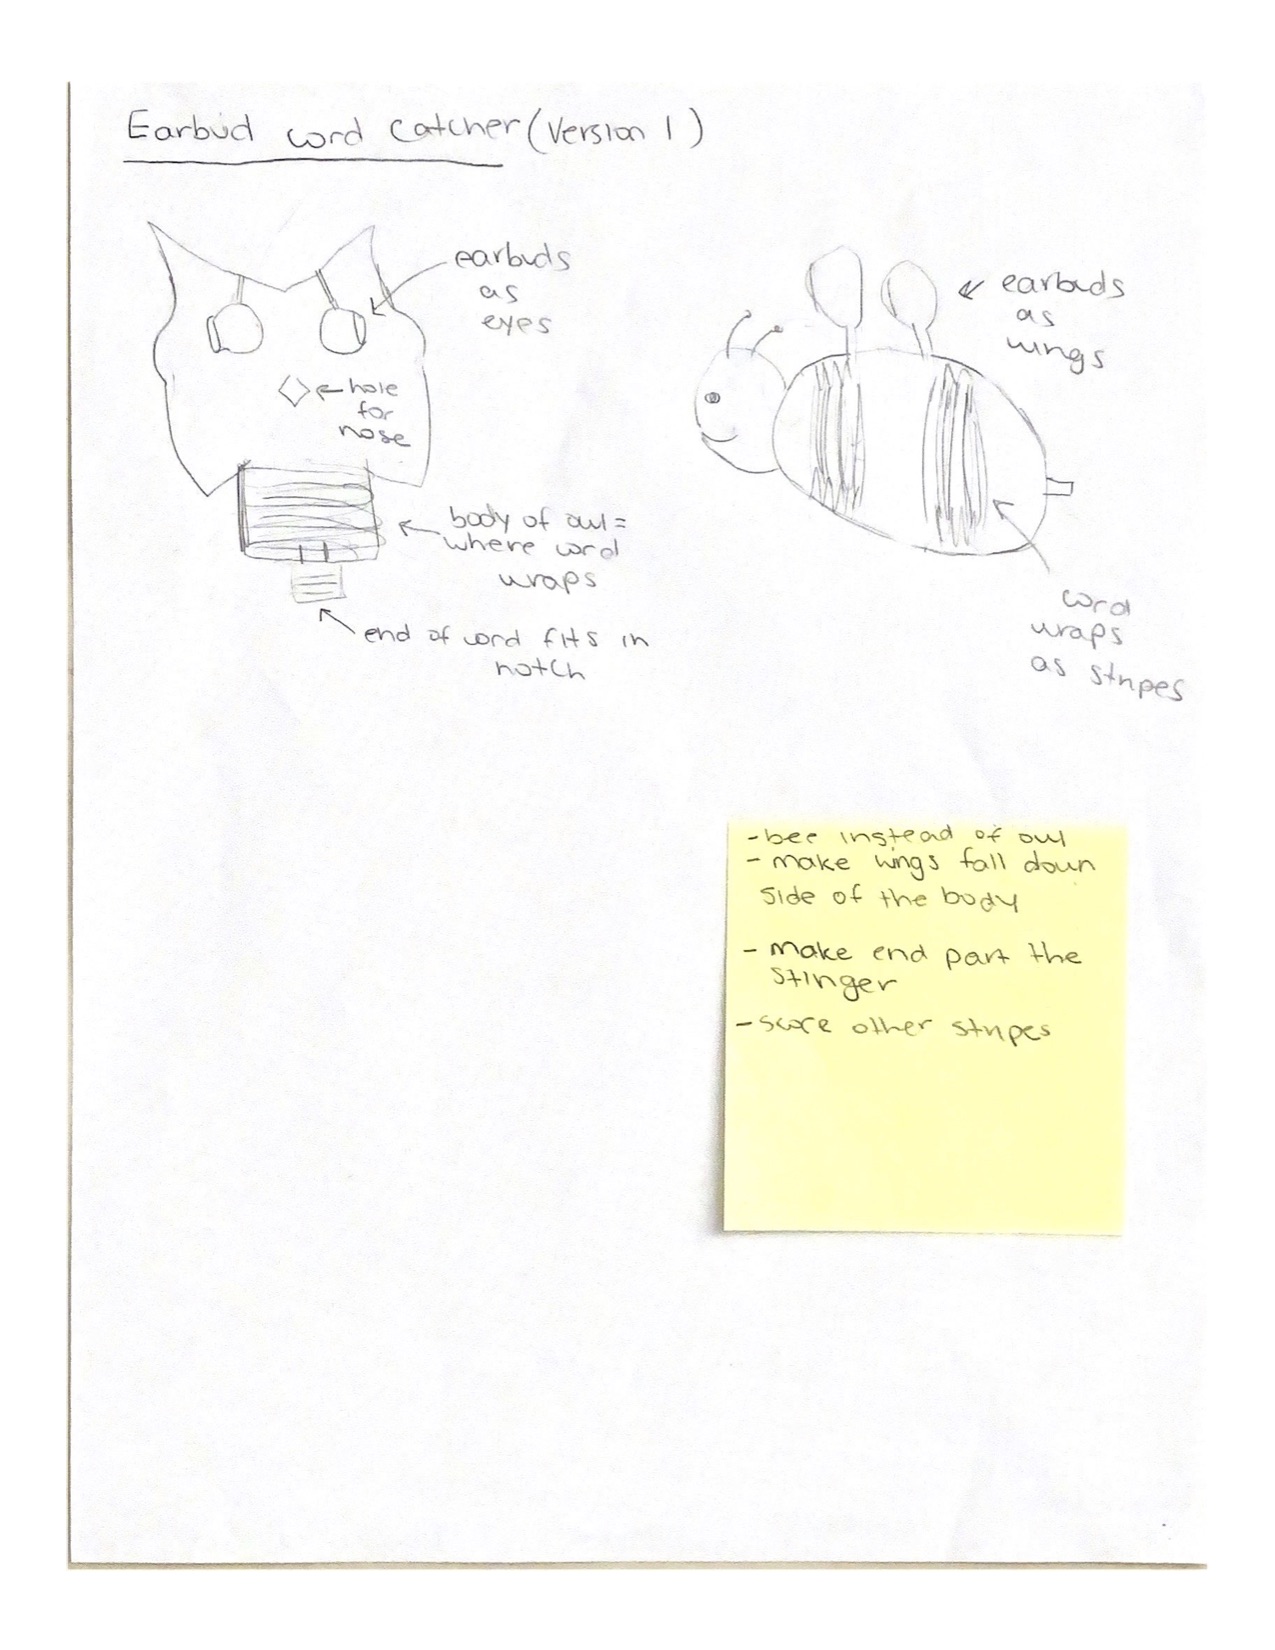 Earbud cord catcher (version 1)
earbuds
as
eyes
hole
for
nose
body of owl =
where cord
wraps
end of cord fits in
notch
earbuds
as
wings
cord
wraps
as stripes
- bee instead of owl
- make wings fall down
side of the body
- make end part the
stinger
- score other stripes